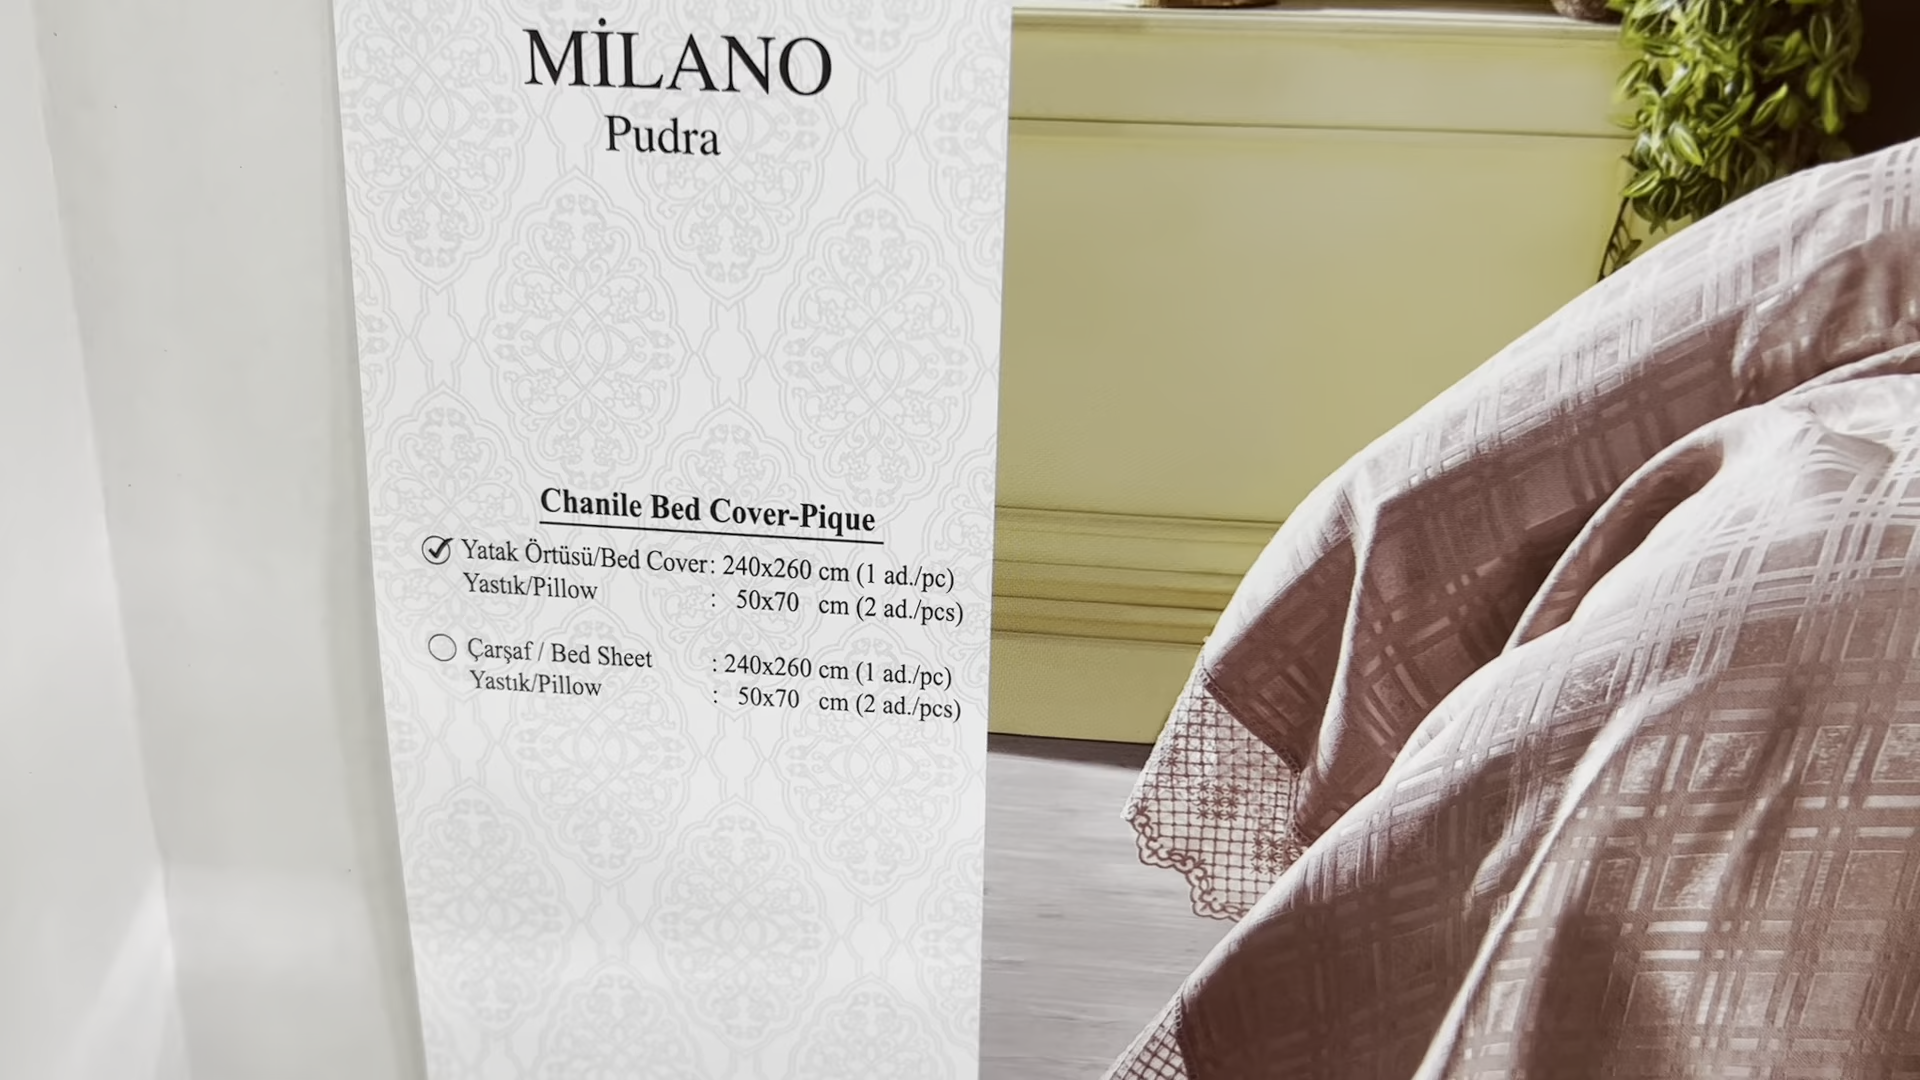 MİLANO
Pudra
Chanile Bed Cover-Pique
Yatak Örtüsü/Bed Cover: 240x260 cm (1 ad./pc)
Yastık/Pillow : 50x70 cm (2 ad./pcs)
Çarşaf / Bed Sheet : 240x260 cm (1 ad./pc)
Yastık/Pillow : 50x70 cm (2 ad./pcs)